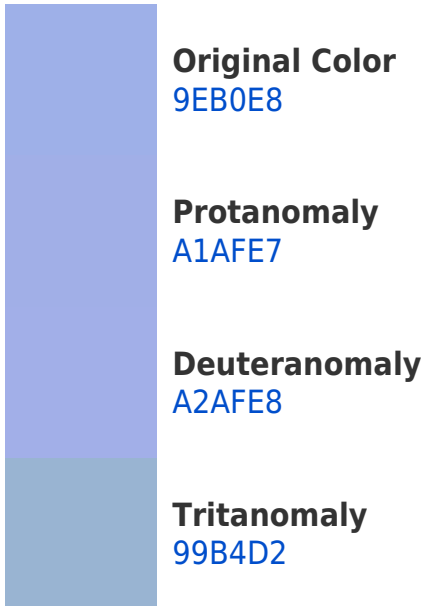 Original Color
9EB0E8
Protanomaly
A1AFE7
Deuteranomaly
A2AFE8
Tritanomaly
99B4D2